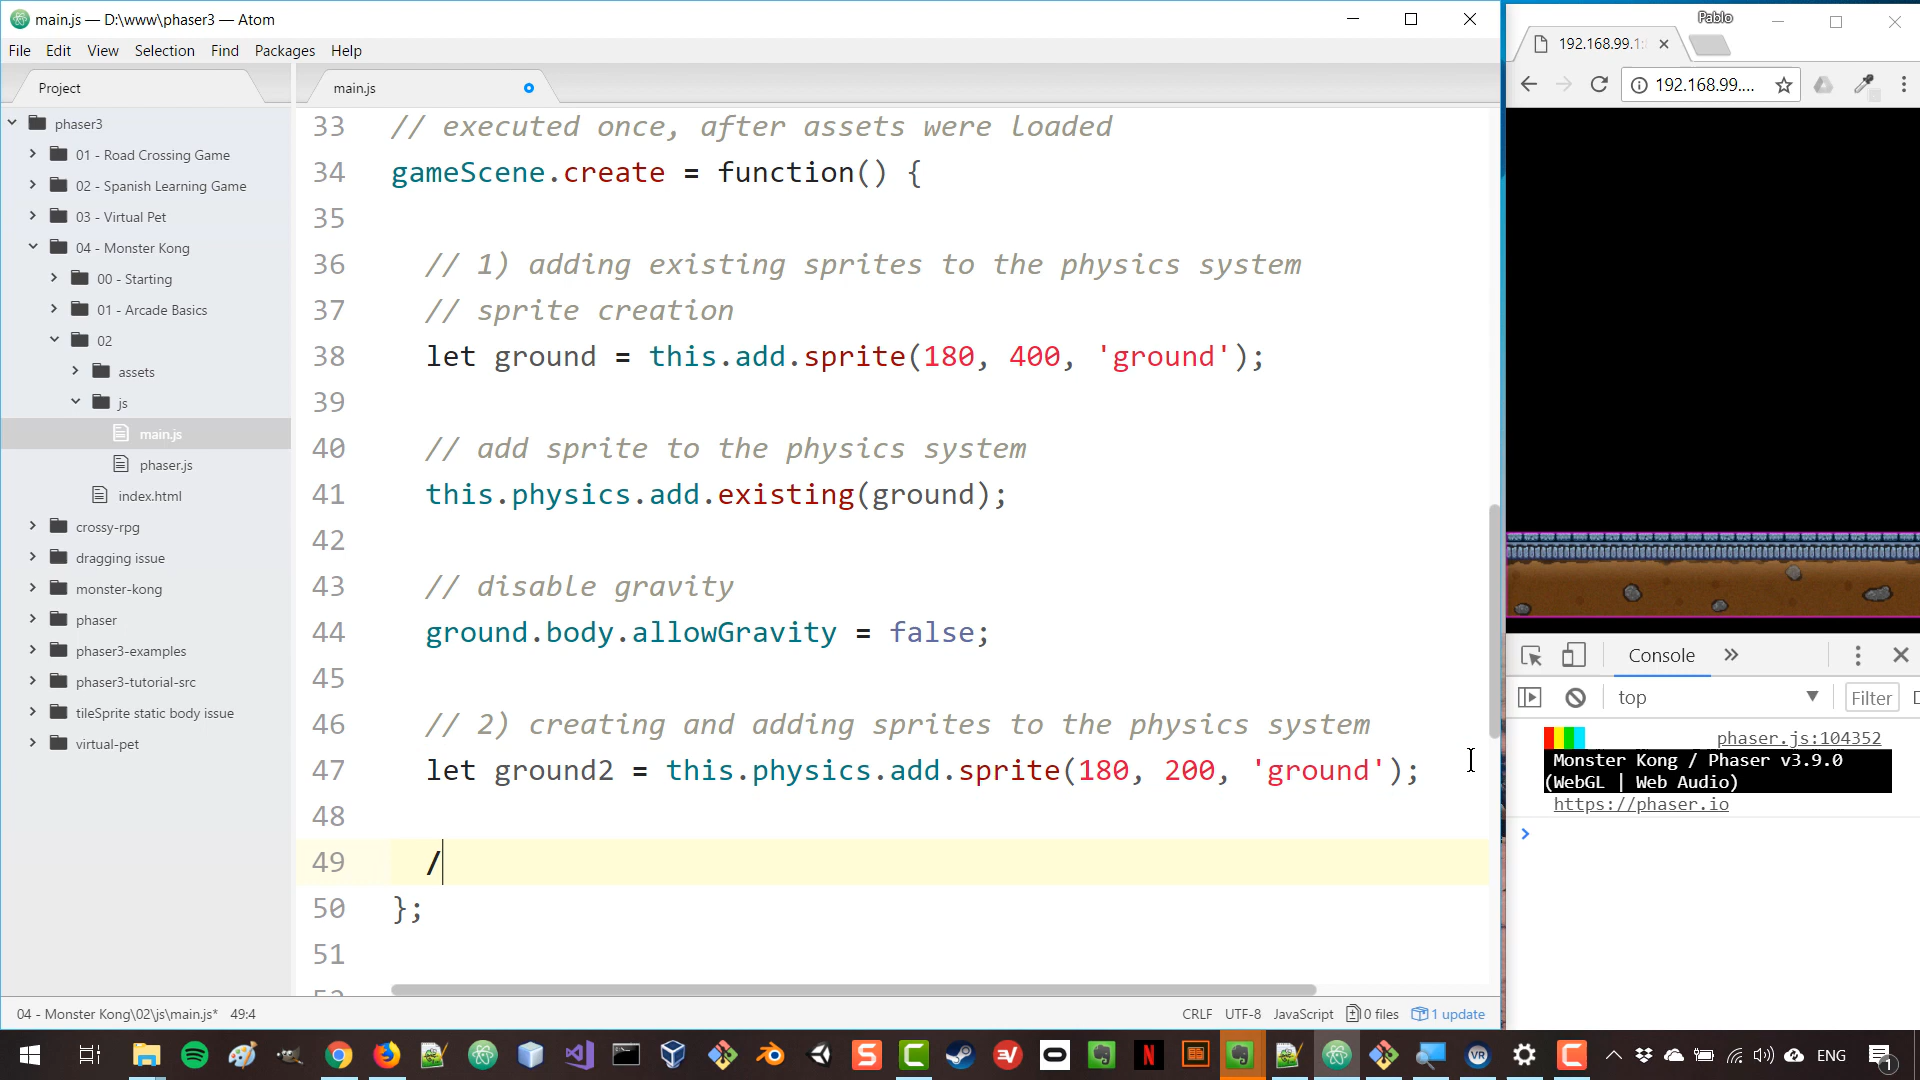 main.js — D:\www\phaser3 — Atom
File Edit View Selection Find Packages Help
Project
phaser3
01 - Road Crossing Game
02 - Spanish Learning Game
03 - Virtual Pet
04 - Monster Kong
00 - Starting
01 - Arcade Basics
02
assets
js
main.js
phaser.js
index.html
crossy-rpg
dragging issue
monster-kong
phaser
phaser3-examples
phaser3-tutorial-src
tileSprite static body issue
virtual-pet
main.js
33 // executed once, after assets were loaded
34 gameScene.create = function() {
35
36 // 1) adding existing sprites to the physics system
37 // sprite creation
38 let ground = this.add.sprite(180, 400, 'ground');
39
40 // add sprite to the physics system
41 this.physics.add.existing(ground);
42
43 // disable gravity
44 ground.body.allowGravity = false;
45
46 // 2) creating and adding sprites to the physics system
47 let ground2 = this.physics.add.sprite(180, 200, 'ground');
48
49 /
50 };
51
04 - Monster Kong\02\js\main.js* 49:4
CRLF UTF-8 JavaScript 0 files 1 update
Pablo
192.168.99.1:
192.168.99....
Console
top
Filter
phaser.js:104352
Monster Kong / Phaser v3.9.0
(WebGL | Web Audio)
https://phaser.io
ENG
1